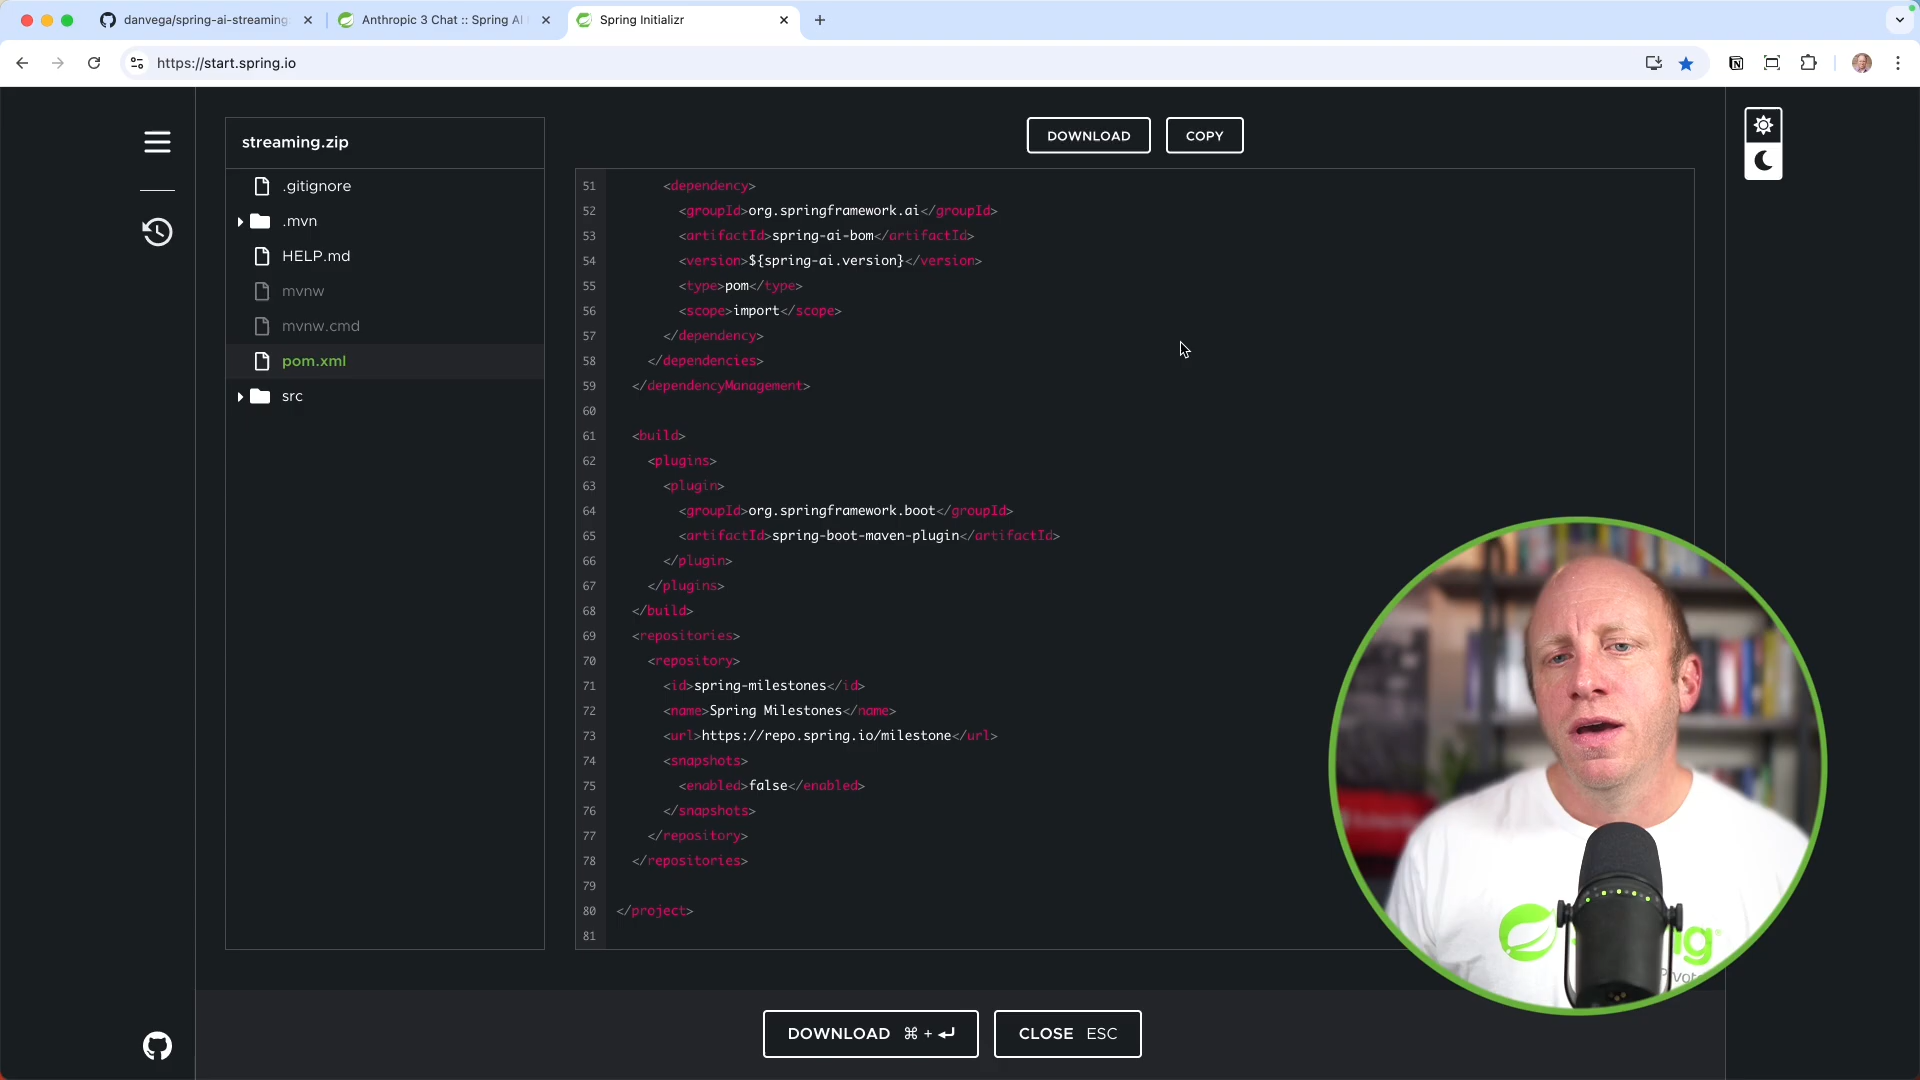 danvega/spring-ai-streaming
Anthropic 3 Chat :: Spring AI
Spring Initializr
https://start.spring.io
streaming.zip
DOWNLOAD
COPY
.gitignore
.mvn
HELP.md
mvnw
mvnw.cmd
pom.xml
src
51 <dependency>
52 <groupId>org.springframework.ai</groupId>
53 <artifactId>spring-ai-bom</artifactId>
54 <version>${spring-ai.version}</version>
55 <type>pom</type>
56 <scope>import</scope>
57 </dependency>
58 </dependencies>
59 </dependencyManagement>
60
61 <build>
62 <plugins>
63 <plugin>
64 <groupId>org.springframework.boot</groupId>
65 <artifactId>spring-boot-maven-plugin</artifactId>
66 </plugin>
67 </plugins>
68 </build>
69 <repositories>
70 <repository>
71 <id>spring-milestones</id>
72 <name>Spring Milestones</name>
73 <url>https://repo.spring.io/milestone</url>
74 <snapshots>
75 <enabled>false</enabled>
76 </snapshots>
77 </repository>
78 </repositories>
79
80 </project>
81
DOWNLOAD ⌘ + ↵
CLOSE ESC